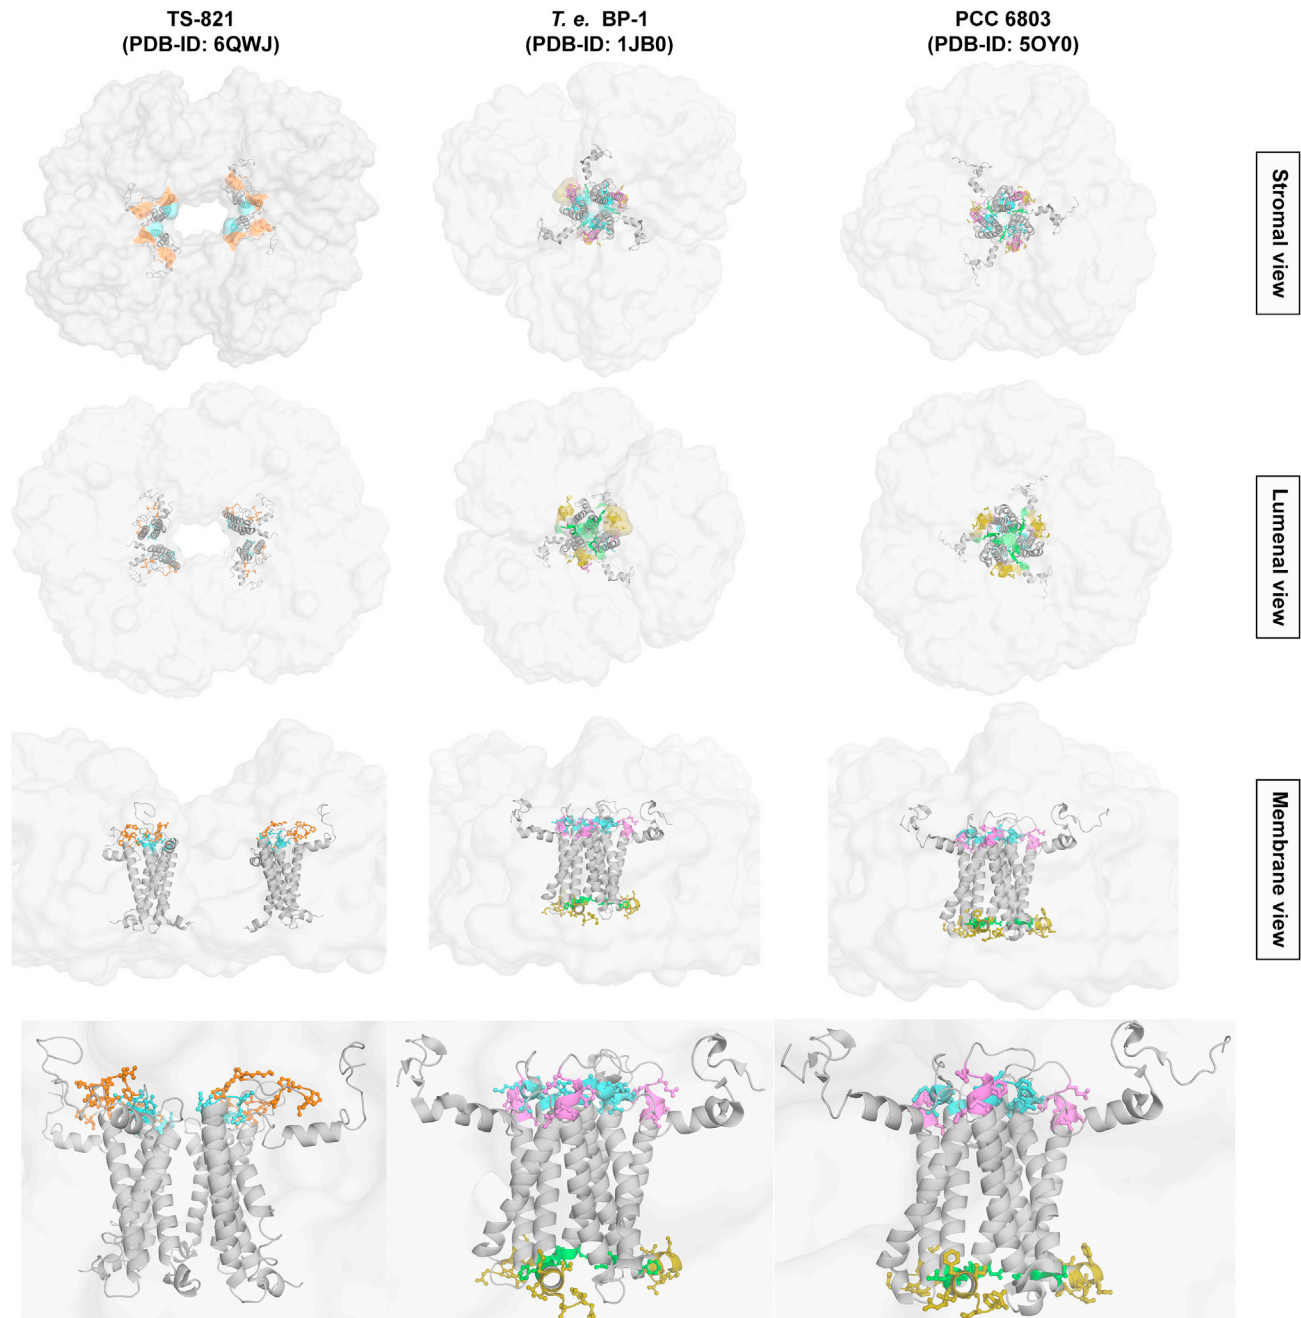 TS-821
(PDB-ID: 6QWJ)
T. e. BP-1
(PDB-ID: 1JB0)
PCC 6803
(PDB-ID: 5OY0)
Stromal view
Lumenal view
Membrane view